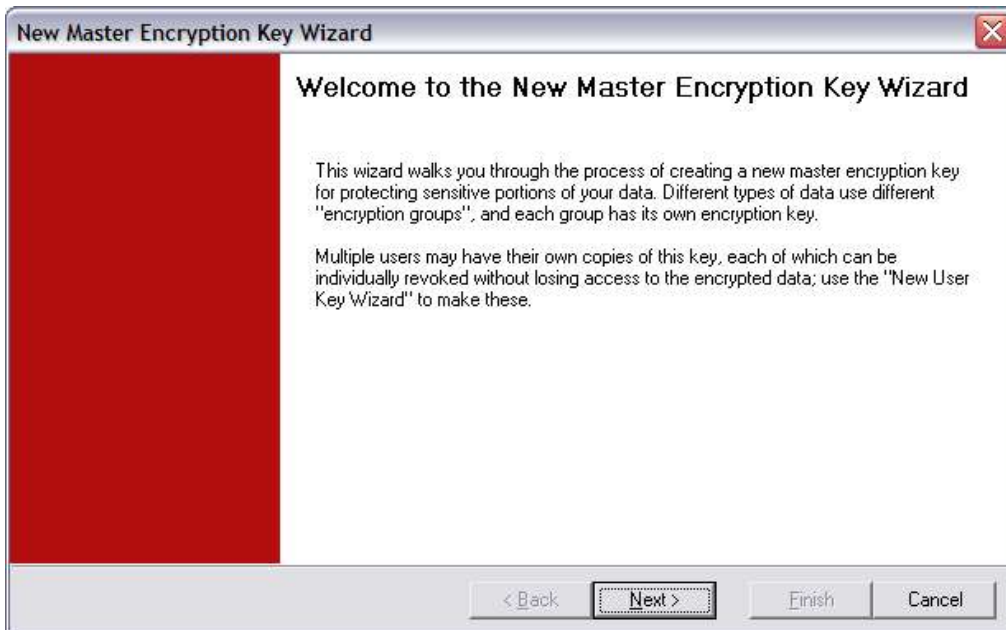 New Master Encryption Key Wizard
Welcome to the New Master Encryption Key Wizard
This wizard walks you through the process of creating a new master encryption key
for protecting sensitive portions of your data. Different types of data use different
"encryption groups", and each group has its own encryption key.
Multiple users may have their own copies of this key, each of which can be
individually revoked without losing access to the encrypted data; use the "New User
Key Wizard" to make these.
< Back Next > Finish Cancel